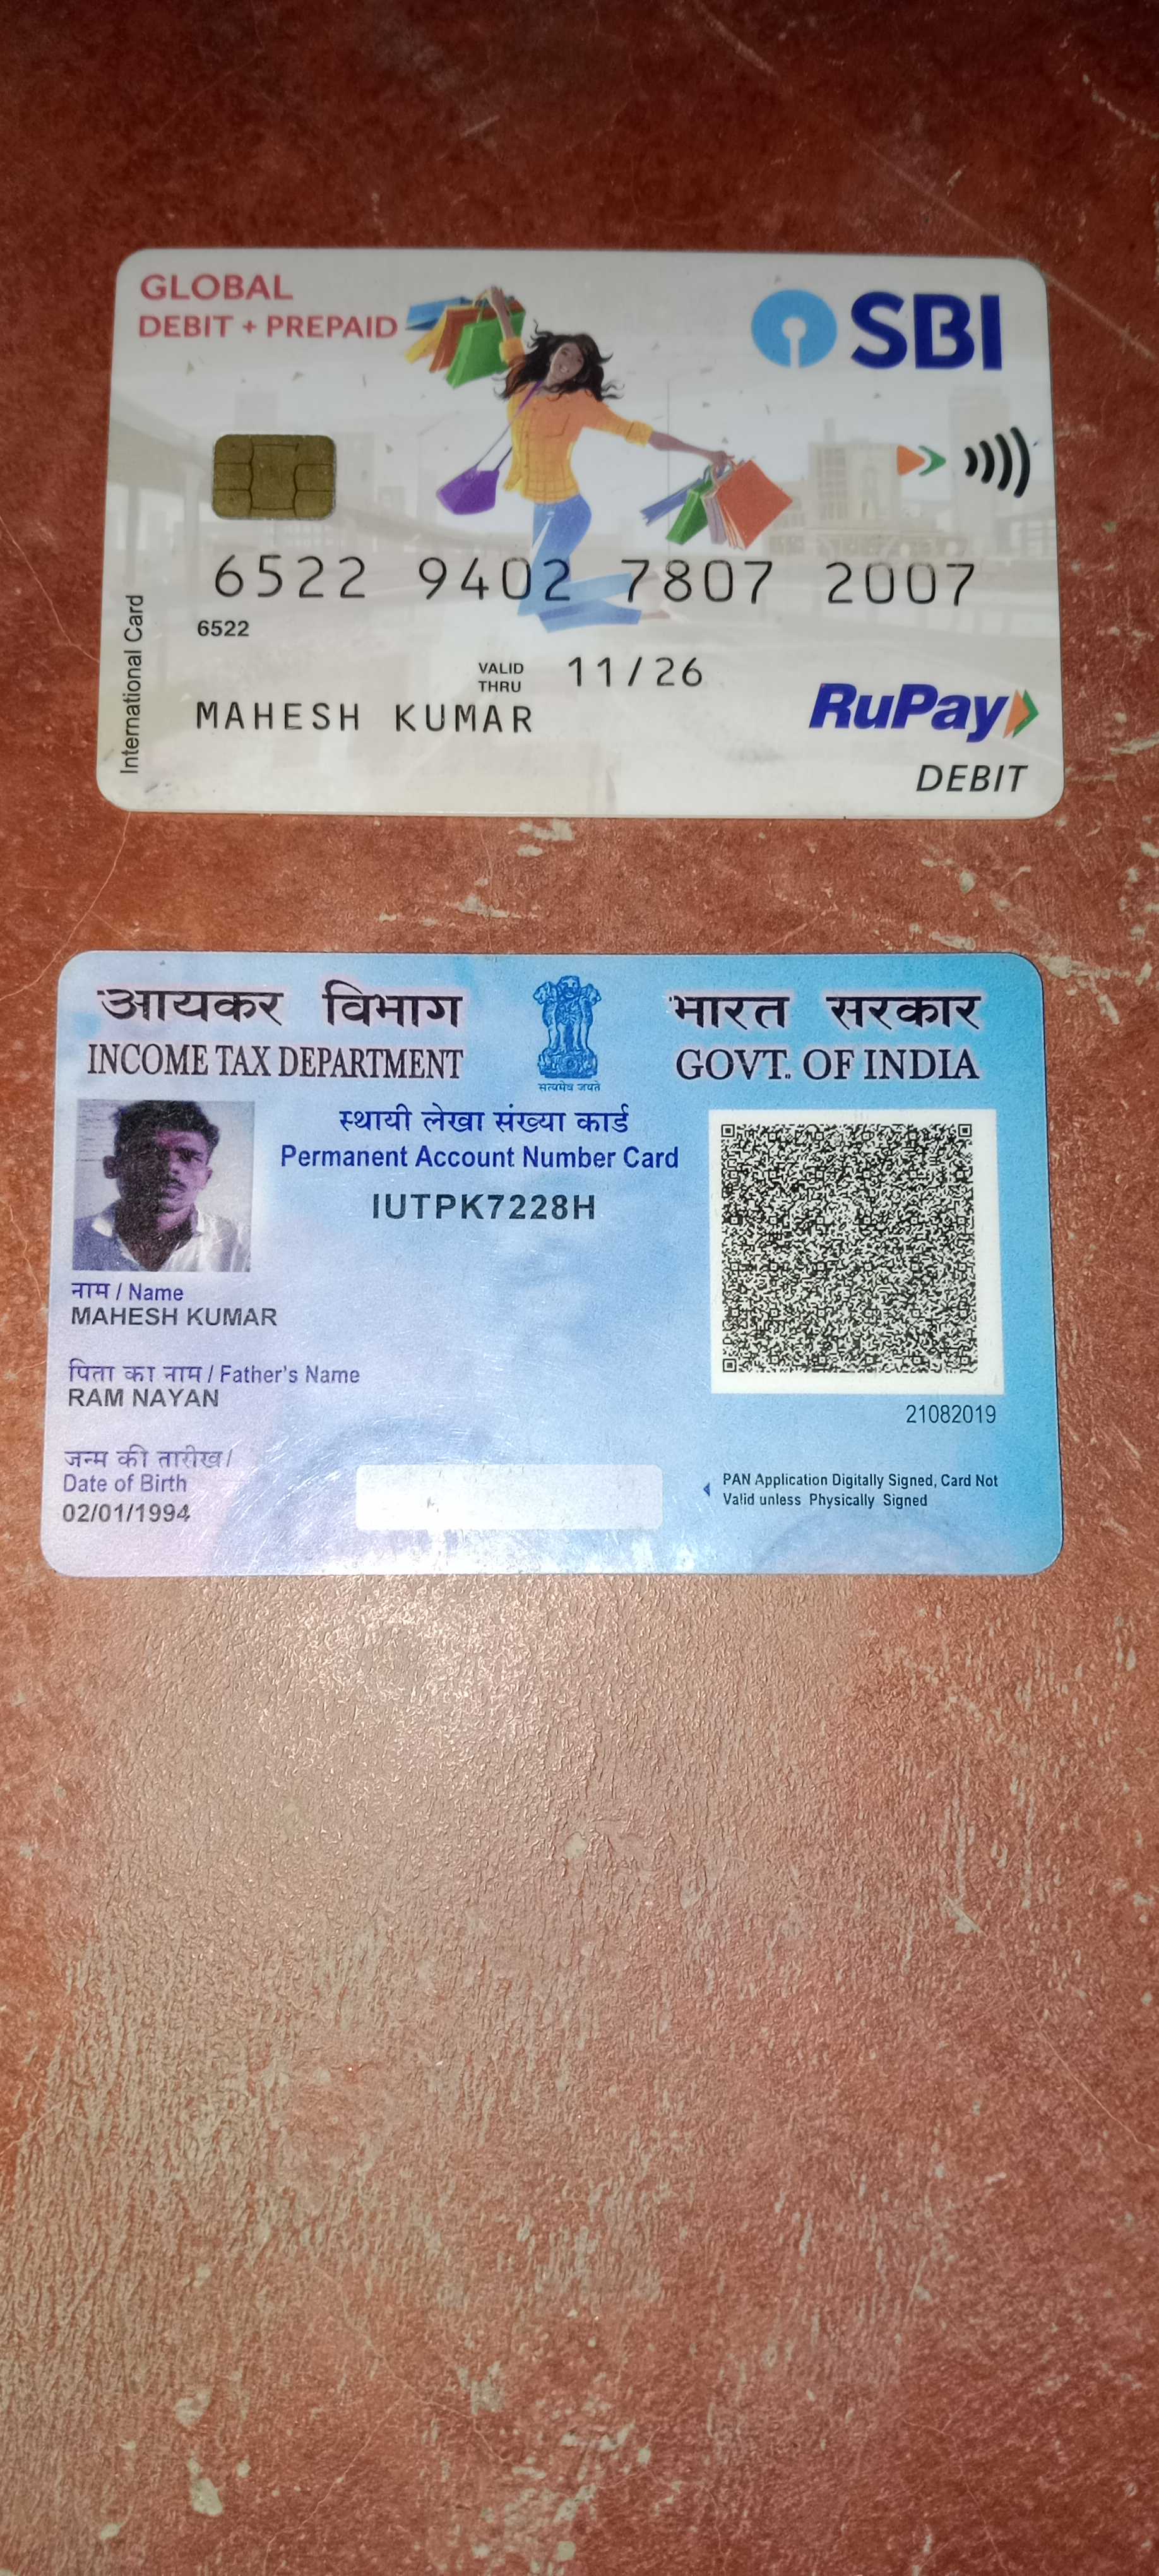 GLOBAL
DEBIT + PREPAID
SBI
6522 9402 7807 2007
6522
International Card
VALID THRU 11/26
MAHESH KUMAR
RuPay
DEBIT
आयकर विभाग
INCOME TAX DEPARTMENT
सत्यमेव जयते
भारत सरकार
GOVT. OF INDIA
स्थायी लेखा संख्या कार्ड
Permanent Account Number Card
IUTPK7228H
नाम / Name
MAHESH KUMAR
पिता का नाम / Father's Name
RAM NAYAN
21082019
जन्म की तारीख /
Date of Birth
02/01/1994
PAN Application Digitally Signed, Card Not
Valid unless Physically Signed